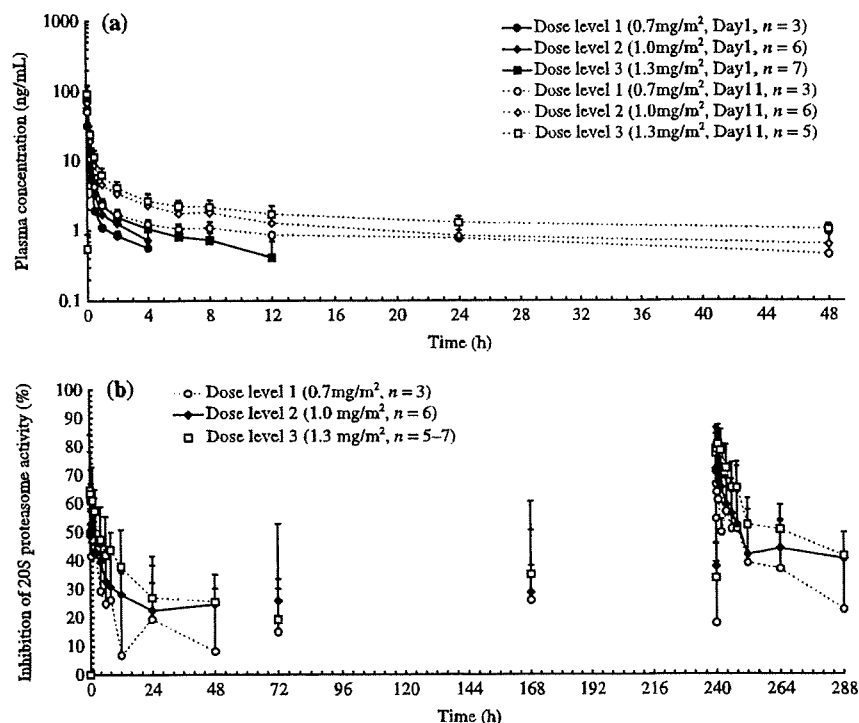 (a)
Dose level 1 (0.7mg/m², Day1, n = 3)
Dose level 2 (1.0mg/m², Day1, n = 6)
Dose level 3 (1.3mg/m², Day1, n = 7)
Dose level 1 (0.7mg/m², Day11, n = 3)
Dose level 2 (1.0mg/m², Day11, n = 6)
Dose level 3 (1.3mg/m², Day11, n = 5)
Plasma concentration (ng/mL)
1000
100
10
1
0.1
0 4 8 12 16 20 24 28 32 36 40 44 48
Time (h)
(b)
Dose level 1 (0.7mg/m², n = 3)
Dose level 2 (1.0 mg/m², n = 6)
Dose level 3 (1.3 mg/m², n = 5–7)
Inhibition of 20S proteasome activity (%)
100
90
80
70
60
50
40
30
20
10
0
0 24 48 72 96 120 144 168 192 216 240 264 288
Time (h)